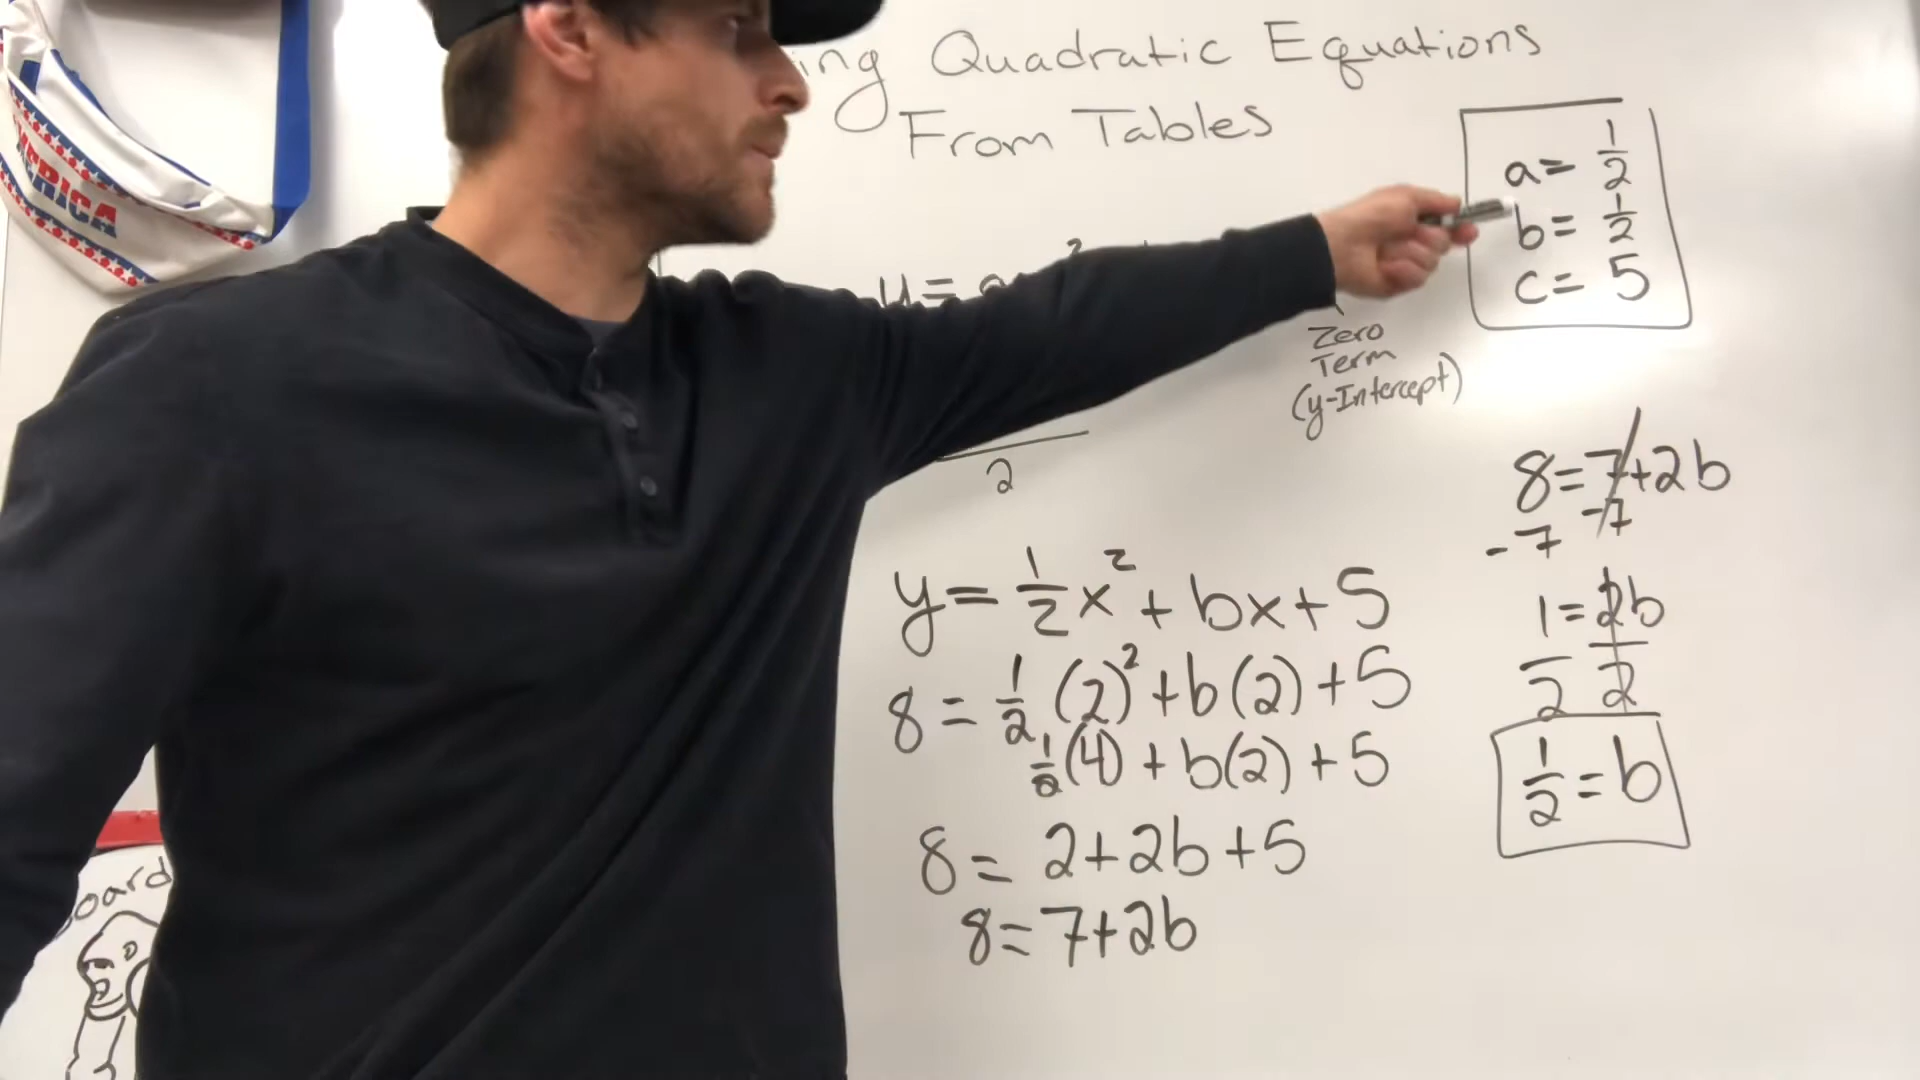 ing Quadratic Equations
From Tables
a= 1/2
b= 1/2
c= 5
y=
Zero
Term
(y-Intercept)
2
y= 1/2 x² + bx+5
8 = 1/2 (2)² + b(2) +5
1/2 (4) + b(2) +5
8 = 2+2b+5
8= 7+2b
8=7+2b
-7 -7
1=2b
2 2
1/2 = b
ERICA
oard